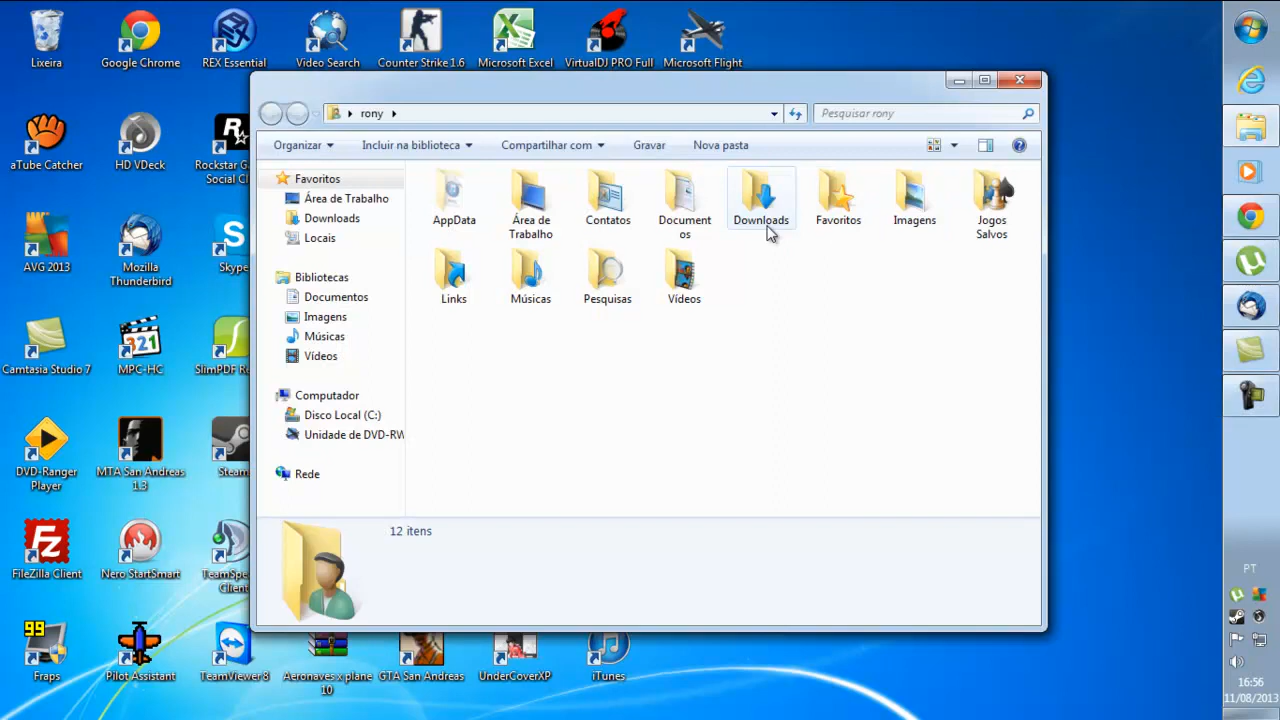 Lixeira
Google Chrome
REX Essential
Video Search
Counter Strike 1.6
Microsoft Excel
VirtualDJ PRO Full
Microsoft Flight
rony
Pesquisar rony
Organizar
Incluir na biblioteca
Compartilhar com
Gravar
Nova pasta
aTube Catcher
HD VDeck
Rockstar Ga
Social Cl
AVG 2013
Mozilla
Thunderbird
Skype
Camtasia Studio 7
MPC-HC
321
SlimPDF Re
DVD-Ranger
Player
MTA San Andreas
1.3
Steam
FileZilla Client
Nero StartSmart
TeamSpe
Client
99
Fraps
Pilot Assistant
TeamViewer 8
Aeronaves x plane
10
GTA San Andreas
UnderCoverXP
iTunes
Favoritos
Área de Trabalho
Downloads
Locais
Bibliotecas
Documentos
Imagens
Músicas
Vídeos
Computador
Disco Local (C:)
Unidade de DVD-RW
Rede
AppData
Área de
Trabalho
Contatos
Document
os
Downloads
Favoritos
Imagens
Jogos
Salvos
Links
Músicas
Pesquisas
Vídeos
12 itens
PT
16:56
11/08/2013